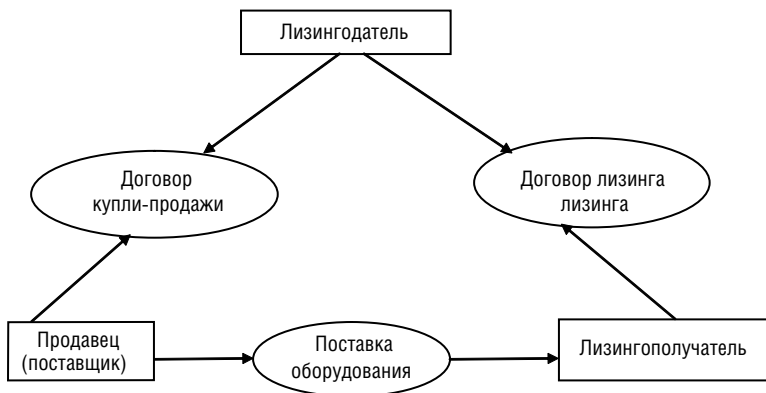 Лизингодатель
Договор
купли-продажи
Договор лизинга
лизинга
Продавец
(поставщик)
Поставка
оборудования
Лизингополучатель